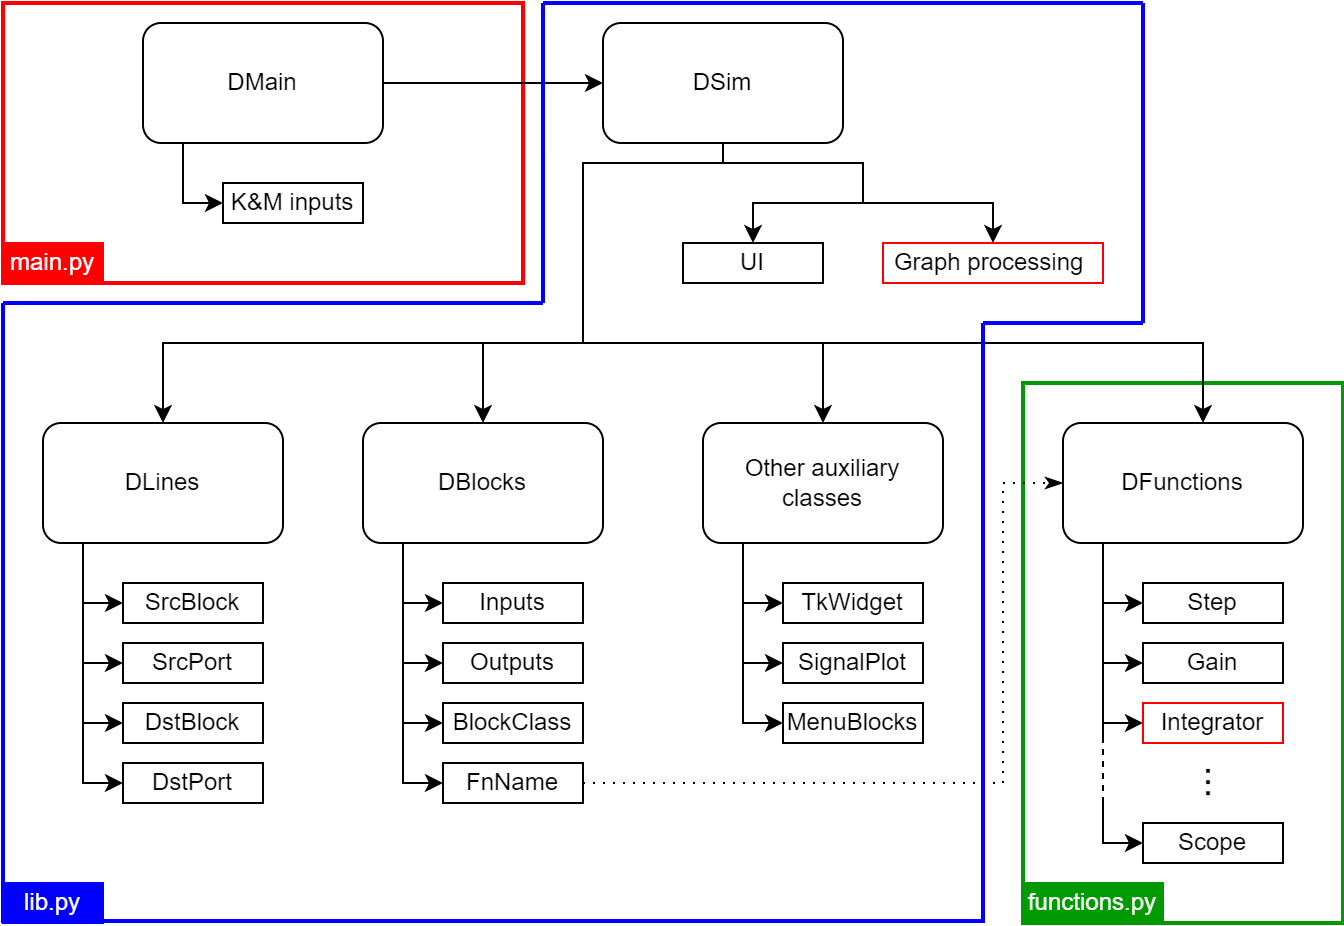 DMain
DSim
K&M inputs
main.py
UI
Graph processing
DLines
DBlocks
Other auxiliary
classes
DFunctions
SrcBlock
Inputs
TkWidget
Step
SrcPort
Outputs
SignalPlot
Gain
DstBlock
BlockClass
MenuBlocks
Integrator
DstPort
FnName
⋮
Scope
lib.py
functions.py